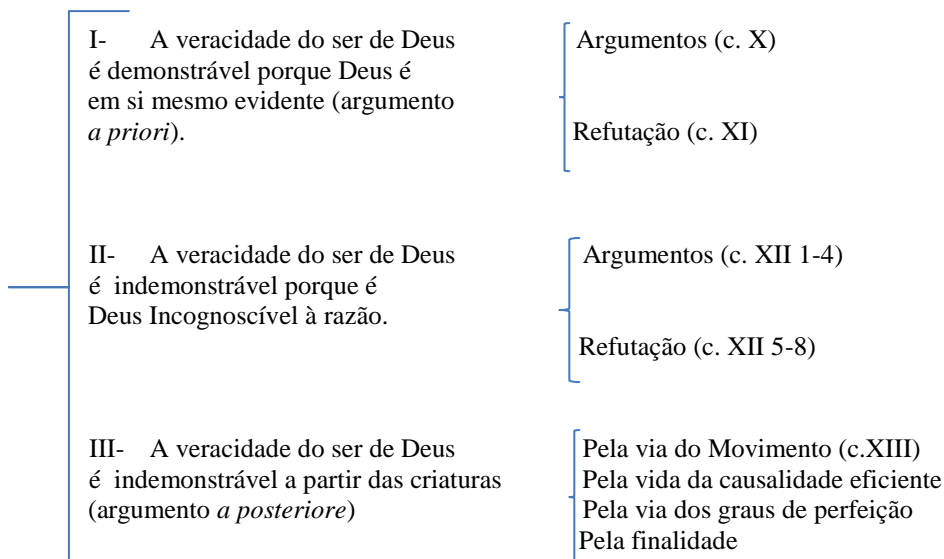 I- A veracidade do ser de Deus
é demonstrável porque Deus é
em si mesmo evidente (argumento
a priori).
Argumentos (c. X)
Refutação (c. XI)
II- A veracidade do ser de Deus
é indemonstrável porque é
Deus Incognoscível à razão.
Argumentos (c. XII 1-4)
Refutação (c. XII 5-8)
III- A veracidade do ser de Deus
é indemonstrável a partir das criaturas
(argumento a posteriore)
Pela via do Movimento (c.XIII)
Pela vida da causalidade eficiente
Pela via dos graus de perfeição
Pela finalidade